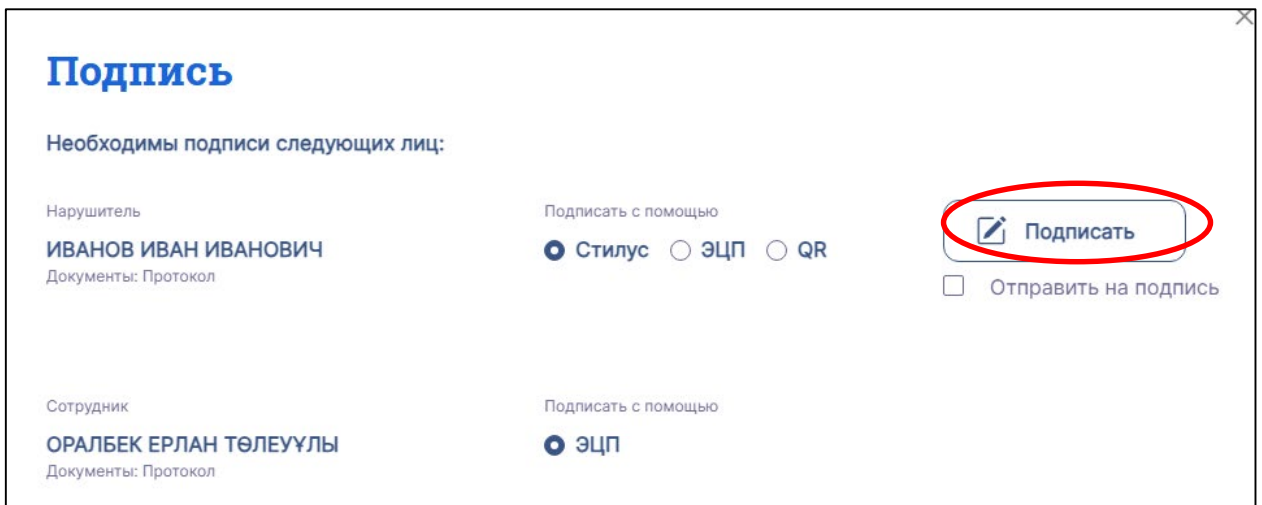 Подпись
Необходимы подписи следующих лиц:
Нарушитель
Подписать с помощью
ИВАНОВ ИВАН ИВАНОВИЧ
Стилус ЭЦП QR
Подписать
Документы: Протокол
Отправить на подпись
Сотрудник
Подписать с помощью
ОРАЛБЕК ЕРЛАН ТӨЛЕУҰЛЫ
ЭЦП
Документы: Протокол